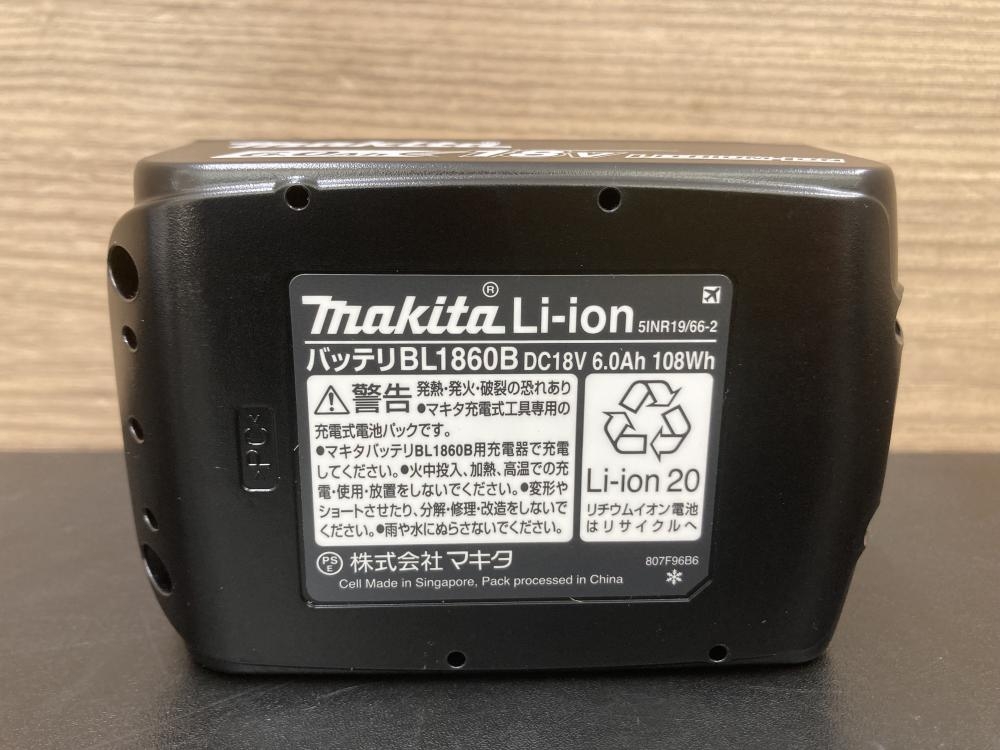 makita
Makita® Li-ion 5INR19/66-2
バッテリBL1860B DC18V 6.0Ah 108Wh
警告 発熱・発火・破裂の恐れあり
●マキタ充電式工具専用の
充電式電池パックです。
●マキタバッテリBL1860B用充電器で充電
してください。●火中投入、加熱、高温での充
電・使用・放置をしないでください。●変形や
ショートさせたり、分解・修理・改造をしないで
ください。●雨や水にぬらさないでください。
Li-ion 20
リチウムイオン電池
はリサイクルへ
PS
E
株式会社マキタ
807F96B6
Cell Made in Singapore, Pack processed in China
>PC<